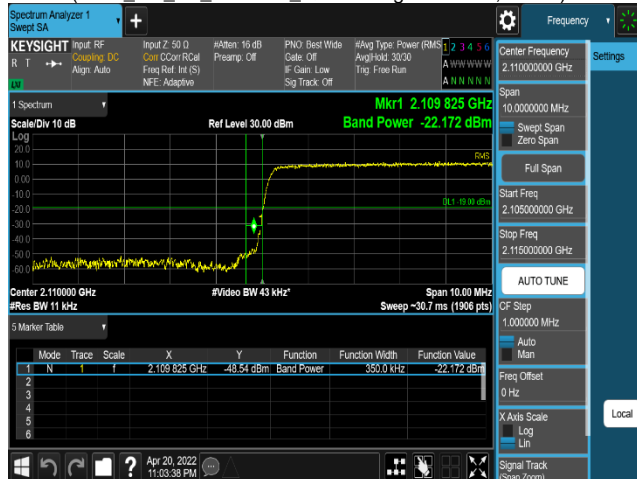 Spectrum Analyzer 1
Swept SA
Frequency
KEYSIGHT
R T
LV
Input: RF
Coupling: DC
Align: Auto
Input Z: 50 Ω
Corr CCorr RCal
Freq Ref: Int (S)
NFE: Adaptive
#Atten: 16 dB
Preamp: Off
PNO: Best Wide
Gate: Off
IF Gain: Low
Sig Track: Off
#Avg Type: Power (RMS)
Avg|Hold: 30/30
Trig: Free Run
1 2 3 4 5 6
A W W W W W
A N N N N N
1 Spectrum
Scale/Div 10 dB
Ref Level 30.00 dBm
Mkr1 2.109 825 GHz
Band Power -22.172 dBm
Log
20.0
10.0
0.00
-10.0
-20.0
-30.0
-40.0
-50.0
-60.0
RMS
DL1 -19.00 dBm
Center 2.110000 GHz
#Res BW 11 kHz
#Video BW 43 kHz*
Span 10.00 MHz
Sweep ~30.7 ms (1906 pts)
5 Marker Table
Mode Trace Scale X Y Function Function Width Function Value
1 N 1 f 2.109 825 GHz -48.54 dBm Band Power 350.0 kHz -22.172 dBm
2
3
4
5
6
Apr 20, 2022
11:03:38 PM
Center Frequency
2.110000000 GHz
Span
10.0000000 MHz
Swept Span
Zero Span
Full Span
Start Freq
2.105000000 GHz
Stop Freq
2.115000000 GHz
AUTO TUNE
CF Step
1.000000 MHz
Auto
Man
Freq Offset
0 Hz
X Axis Scale
Log
Lin
Signal Track
(Span Zoom)
Settings
Local